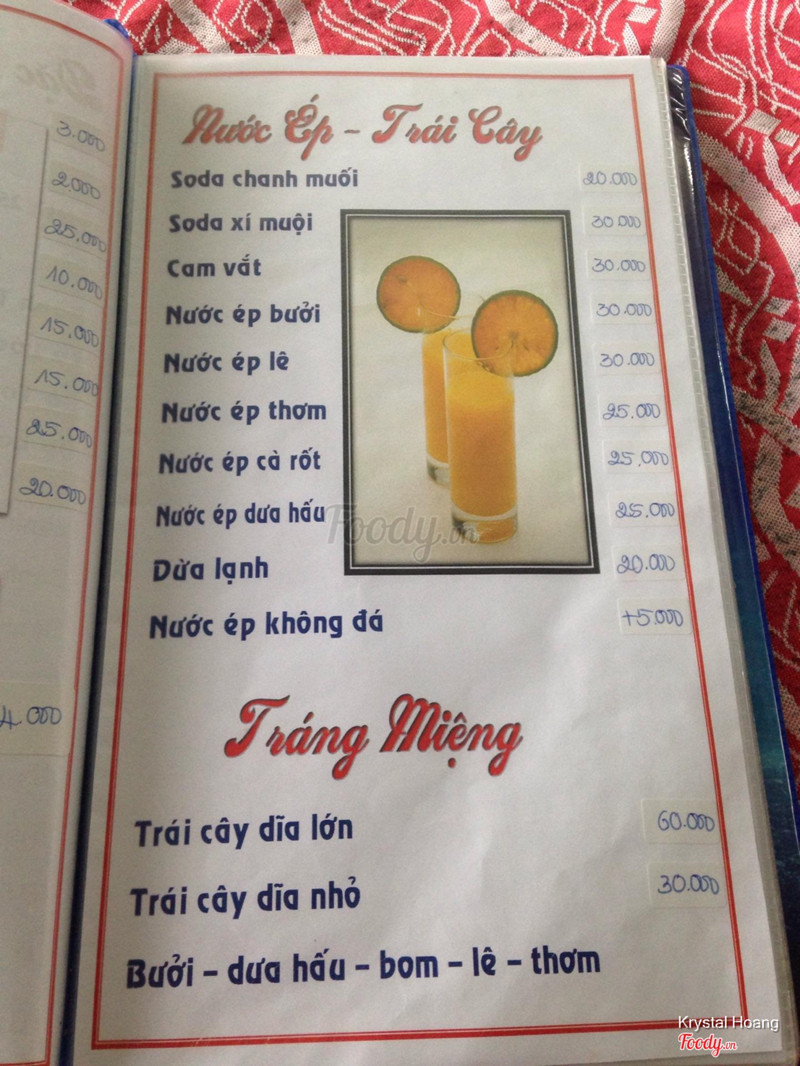 3.000
2000
25.000
10.000
15.000
15.000
25.000
20.000
4.000
Nước Ép - Trái Cây
Soda chanh muối 20.000
Soda xí muội 30.000
Cam vắt 30.000
Nước ép bưởi 30.000
Nước ép lê 30.000
Nước ép thơm 25.000
Nước ép cà rốt 25.000
Nước ép dưa hấu 25.000
Dừa lạnh 20.000
Nước ép không đá +5.000
Tráng Miệng
Trái cây dĩa lớn 60.000
Trái cây dĩa nhỏ 30.000
Bưởi - dưa hấu - bom - lê - thơm
Foody.vn
Krystal Hoang
Foody.vn